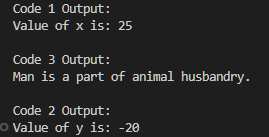 Code 1 Output:
Value of x is: 25
Code 3 Output:
Man is a part of animal husbandry.
Code 2 Output:
Value of y is: -20